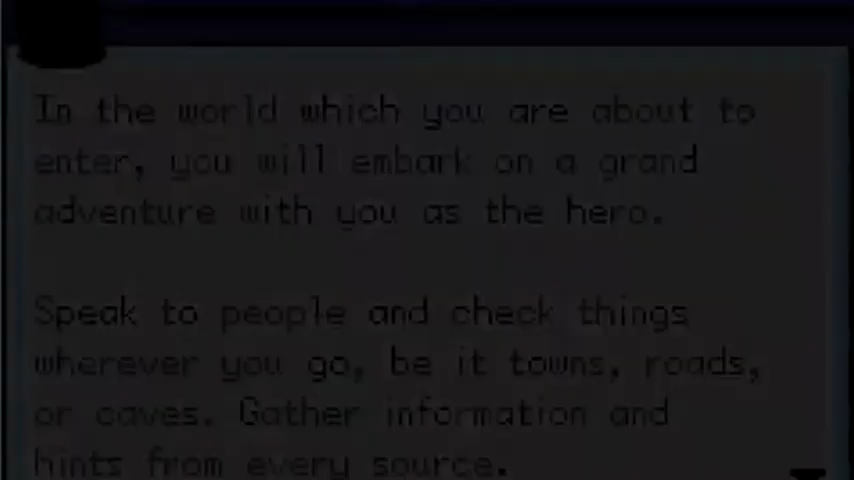 In the world which you are about to
enter, you will embark on a grand
adventure with you as the hero.
Speak to people and check things
wherever you go, be it towns, roads,
or caves. Gather information and
hints from every source.